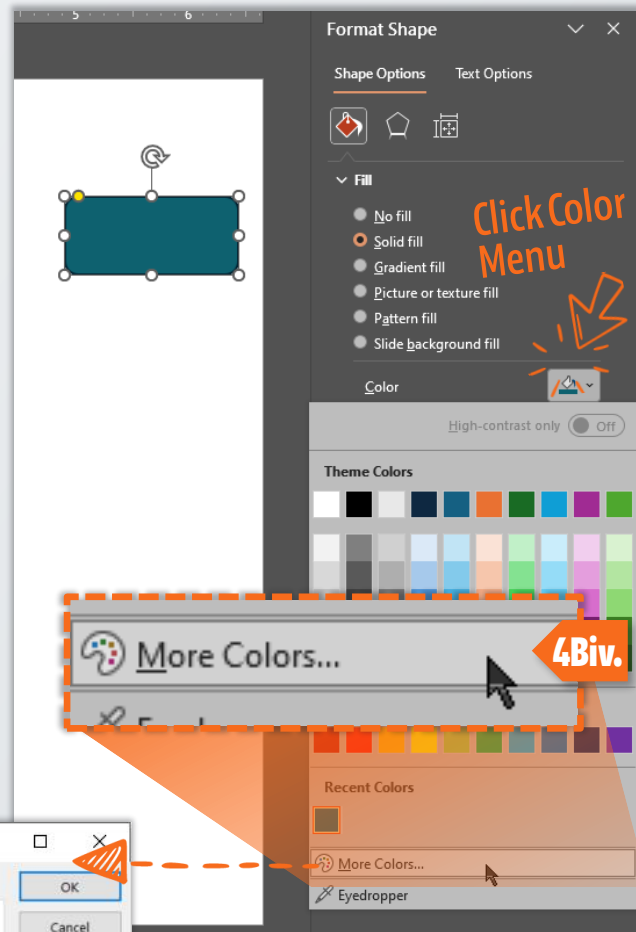 5 6
Format Shape
Shape Options Text Options
Fill
No fill
Solid fill
Gradient fill
Picture or texture fill
Pattern fill
Slide background fill
Click Color
Menu
Color
High-contrast only Off
Theme Colors
More Colors...
4Biv.
Recent Colors
More Colors...
Eyedropper
OK
Cancel